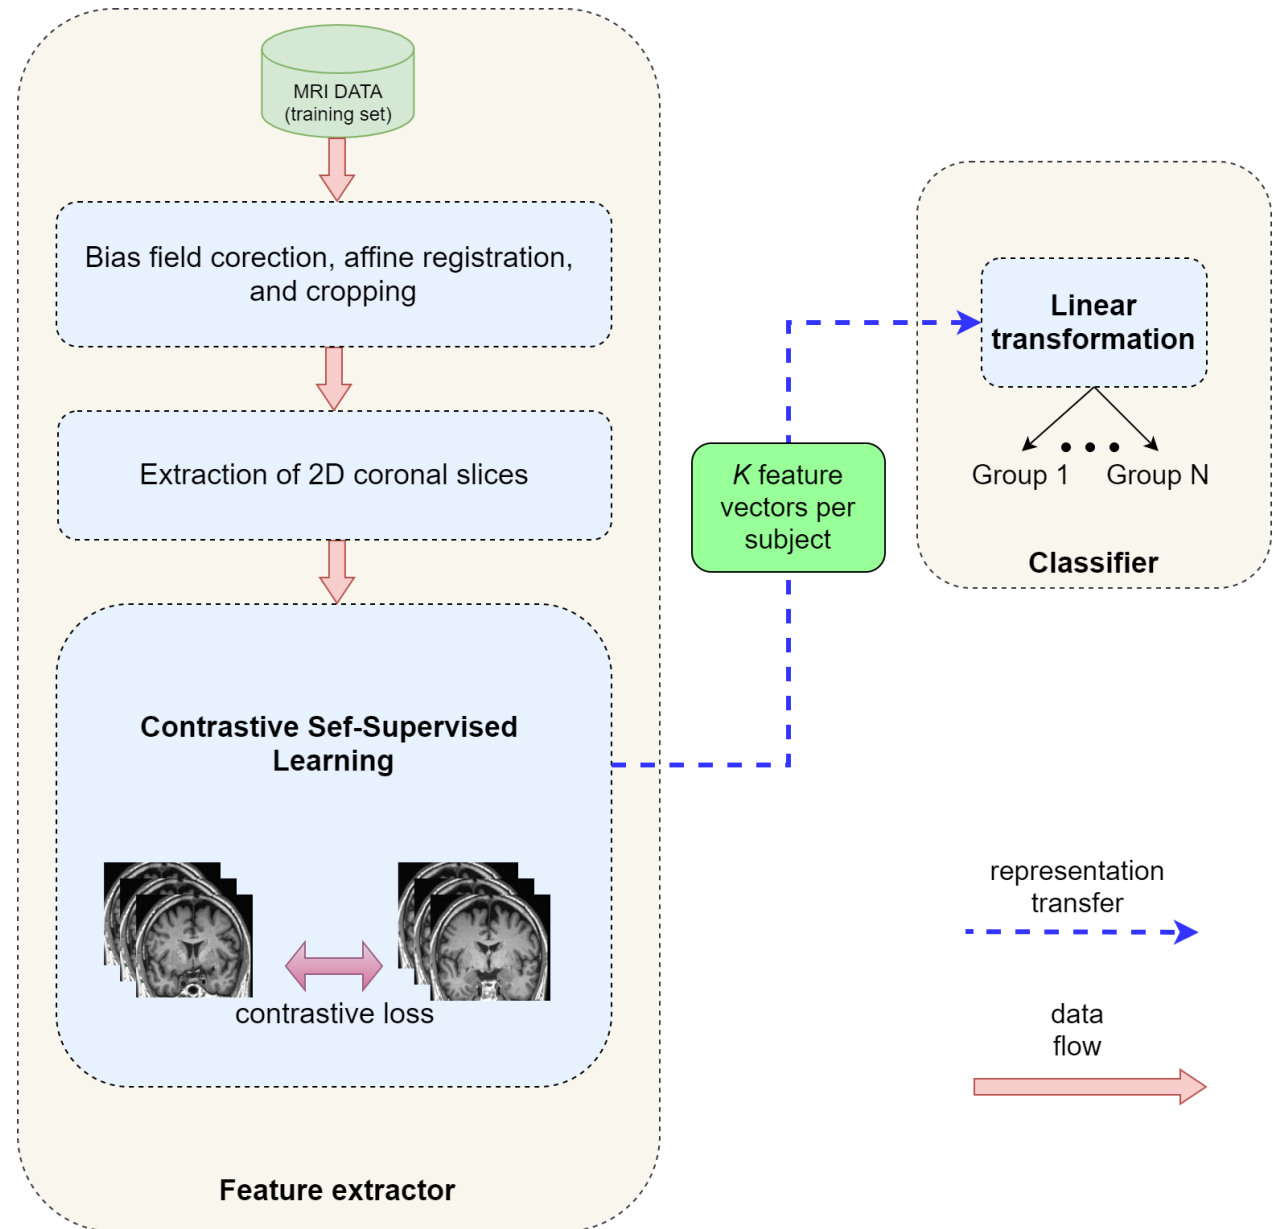 MRI DATA
(training set)
Bias field corection, affine registration,
and cropping
Extraction of 2D coronal slices
Contrastive Sef-Supervised
Learning
contrastive loss
Feature extractor
K feature
vectors per
subject
Linear
transformation
Group 1
Group N
Classifier
representation
transfer
data
flow